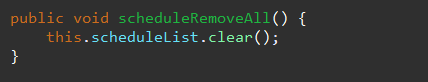 public void scheduleRemoveAll() {
    this.scheduleList.clear();
}